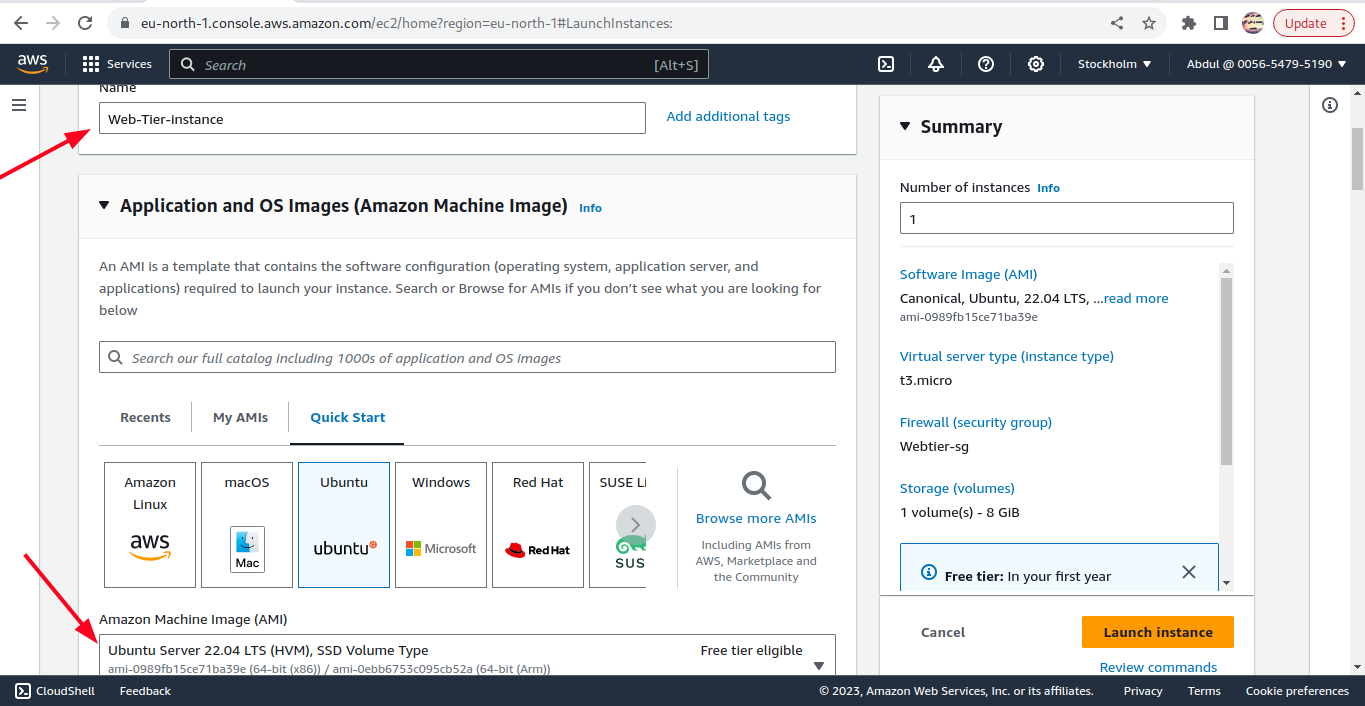 eu-north-1.console.aws.amazon.com/ec2/home?region=eu-north-1#LaunchInstances:
Update
aws
Services
Search
[Alt+S]
Stockholm
Abdul @ 0056-5479-5190
Name
Web-Tier-instance
Add additional tags
Application and OS Images (Amazon Machine Image) Info
An AMI is a template that contains the software configuration (operating system, application server, and
applications) required to launch your instance. Search or Browse for AMIs if you don't see what you are looking for
below
Search our full catalog including 1000s of application and OS images
Recents
My AMIs
Quick Start
Amazon
Linux
aws
macOS
Mac
Ubuntu
ubuntu
Windows
Microsoft
Red Hat
Red Hat
SUSE Li
SUS
Browse more AMIs
Including AMIs from
AWS, Marketplace and
the Community
Amazon Machine Image (AMI)
Ubuntu Server 22.04 LTS (HVM), SSD Volume Type
Free tier eligible
ami-0989fb15ce71ba39e (64-bit (x86)) / ami-0ebb6753c095cb52a (64-bit (Arm))
Summary
Number of instances Info
1
Software Image (AMI)
Canonical, Ubuntu, 22.04 LTS, ...read more
ami-0989fb15ce71ba39e
Virtual server type (instance type)
t3.micro
Firewall (security group)
Webtier-sg
Storage (volumes)
1 volume(s) - 8 GiB
Free tier: In your first year
Cancel
Launch instance
Review commands
CloudShell
Feedback
© 2023, Amazon Web Services, Inc. or its affiliates.
Privacy
Terms
Cookie preferences